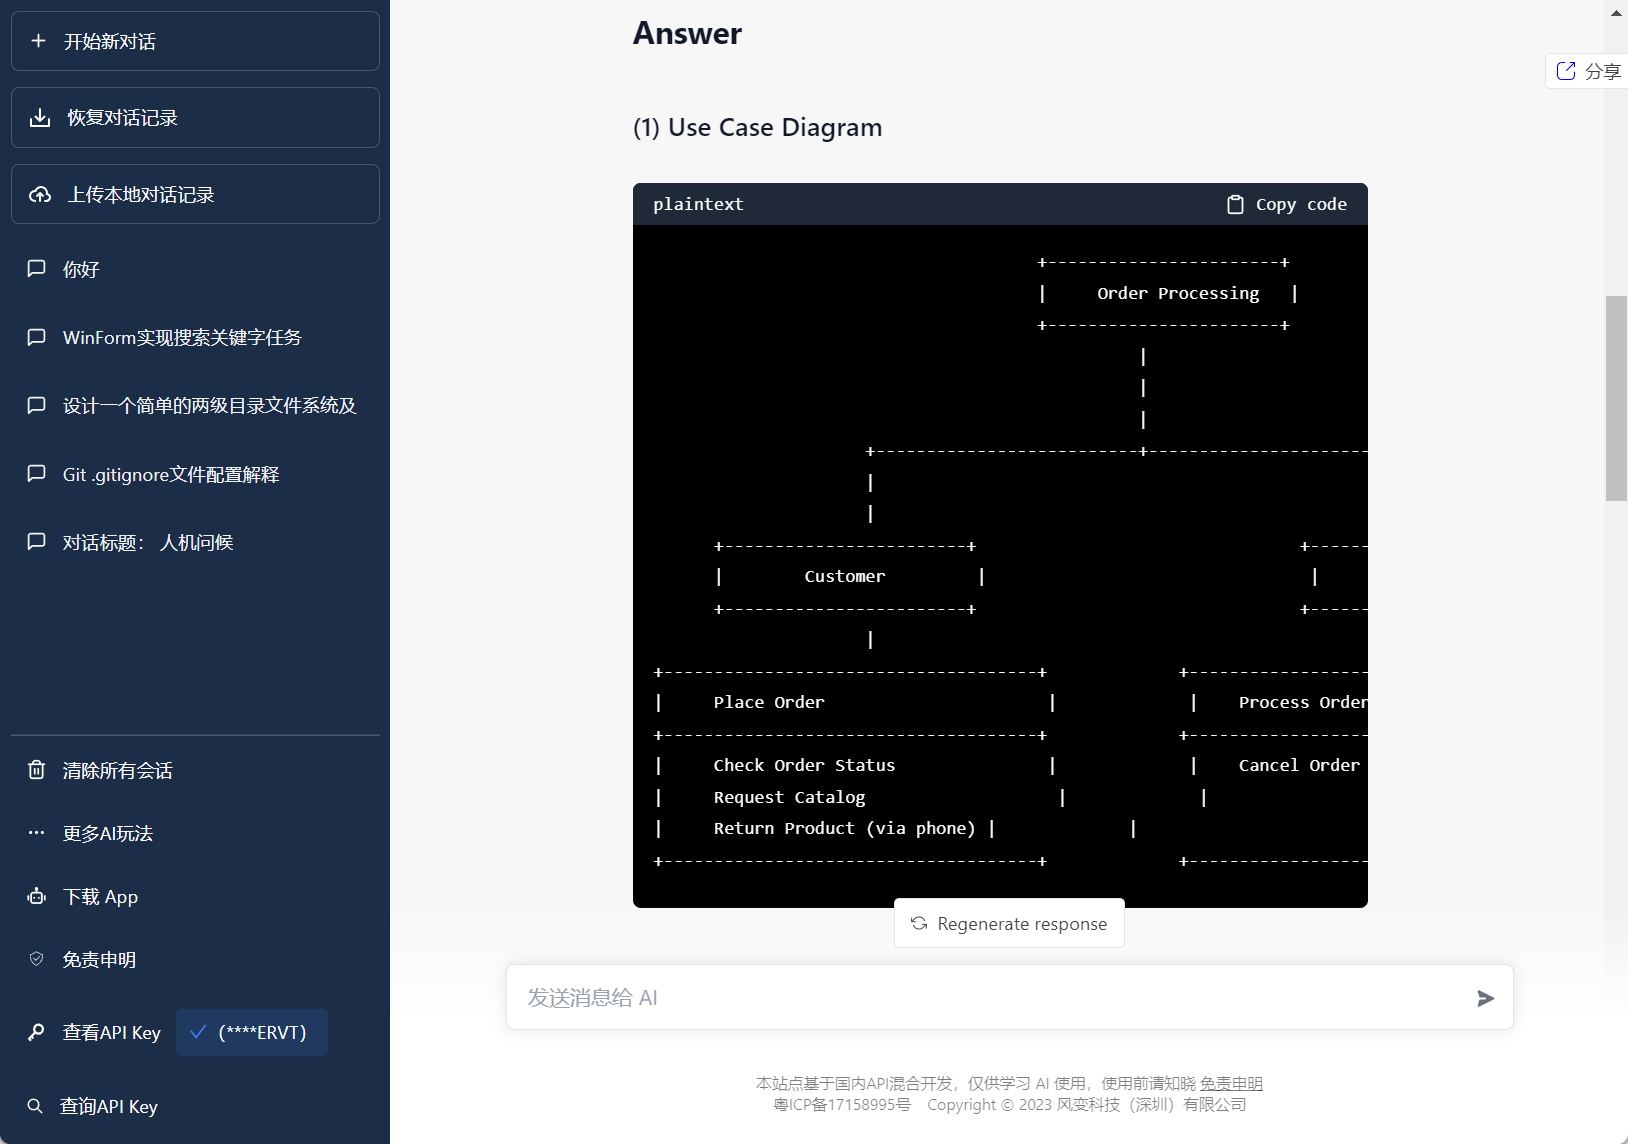 开始新对话
恢复对话记录
上传本地对话记录
你好
WinForm实现搜索关键字任务
设计一个简单的两级目录文件系统及
Git .gitignore文件配置解释
对话标题： 人机问候
清除所有会话
更多AI玩法
下载 App
免责申明
查看API Key (****ERVT)
查询API Key
分享
Answer
(1) Use Case Diagram
plaintext Copy code
+-----------------------+
|     Order Processing   |
+-----------------------+
|
|
|
+--------------------------+----------------------
|
|
+------------------------+                                +------
|        Customer         |                                |
+------------------------+                                +------
|
+-------------------------------------+             +------------------
|     Place Order                      |             |    Process Order
+-------------------------------------+             +------------------
|     Check Order Status               |             |    Cancel Order
|     Request Catalog                   |             |
|     Return Product (via phone) |             |
+-------------------------------------+             +------------------
Regenerate response
发送消息给 AI
本站点基于国内API混合开发，仅供学习 AI 使用，使用前请知晓 免责申明
粤ICP备17158995号 Copyright © 2023 风变科技（深圳）有限公司